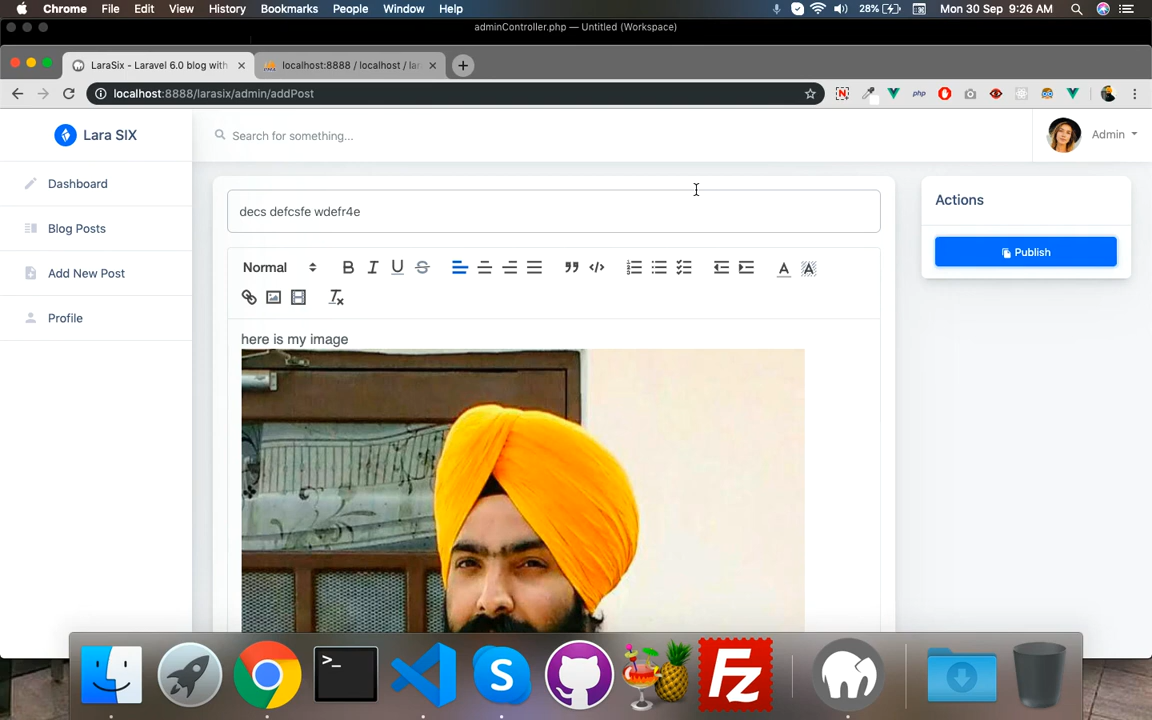 Chrome File Edit View History Bookmarks People Window Help 28% Mon 30 Sep 9:26 AM
adminController.php — Untitled (Workspace)
LaraSix - Laravel 6.0 blog with
localhost:8888 / localhost / lar
localhost:8888/larasix/admin/addPost
php
Lara SIX
Search for something...
Admin
Dashboard
Blog Posts
Add New Post
Profile
decs defcsfe wdefr4e
Actions
Publish
Normal B I U S A A
here is my image
>_
S
Fz